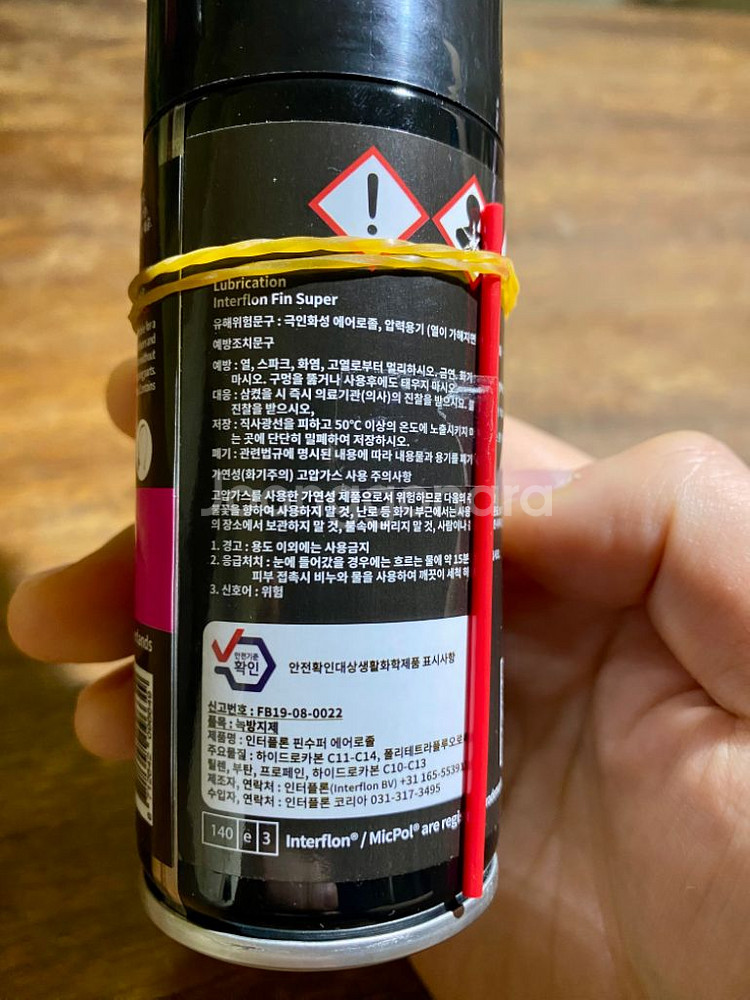 Lubrication
Interflon Fin Super
유해위험문구 : 극인화성 에어로졸, 압력용기 (열이 가해지면
예방조치문구
예방 : 열, 스파크, 화염, 고열로부터 멀리하시오. 금연. 화기
마시오. 구멍을 뚫거나 사용후에도 태우지 마시오
대응 : 삼켰을 시 즉시 의료기관(의사)의 진찰을 받으시요.
진찰을 받으시오,
저장 : 직사광선을 피하고 50℃ 이상의 온도에 노출시키지
는 곳에 단단히 밀폐하여 저장하시오.
폐기 : 관련법규에 명시된 내용에 따라 내용물과 용기를 폐기
가연성(화기주의) 고압가스 사용 주의사항
고압가스를 사용한 가연성 제품으로서 위험하므로 다음의
불꽃을 향하여 사용하지 말 것, 난로 등 화기 부근에서는 사용
의 장소에서 보관하지 말 것, 불속에 버리지 말 것, 사람이나
1. 경고 : 용도 이외에는 사용금지
2. 응급처치 : 눈에 들어갔을 경우에는 흐르는 물에 약 15분
피부 접촉시 비누와 물을 사용하여 깨끗이 세척
3. 신호어 : 위험
안전기준
확인
안전확인대상생활화학제품 표시사항
신고번호 : FB19-08-0022
품목 : 녹방지제
제품명 : 인터플론 핀수퍼 에어로졸
주요물질 : 하이드로카본 C11-C14, 폴리테트라플루오로
틸렌, 부탄, 프로페인, 하이드로카본 C10-C13
제조자, 연락처 : 인터플론(Interflon BV) +31 165-5539
수입자, 연락처 : 인터플론 코리아 031-317-3495
140 e 3
Interflon® / MicPol® are regis